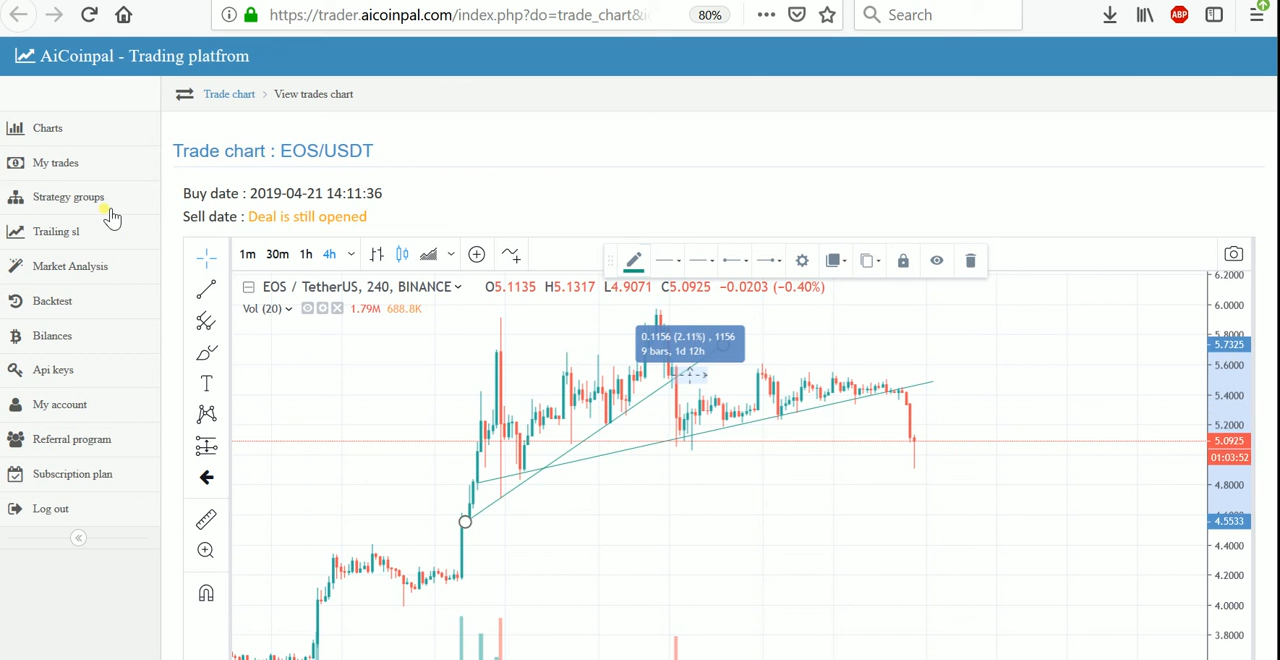 https://trader.aicoinpal.com/index.php?do=trade_chart&
80%
Search
ABP
AiCoinpal - Trading platfrom
Trade chart > View trades chart
Charts
My trades
Strategy groups
Trailing sl
Market Analysis
Backtest
Bilances
Api keys
My account
Referral program
Subscription plan
Log out
Trade chart : EOS/USDT
Buy date : 2019-04-21 14:11:36
Sell date : Deal is still opened
1m 30m 1h 4h
EOS / TetherUS, 240, BINANCE O5.1135 H5.1317 L4.9071 C5.0925 −0.0203 (−0.40%)
Vol (20) 1.79M 688.8K
0.1156 (2.11%) , 1156
9 bars, 1d 12h
6.2000
6.0000
5.8000
5.7325
5.6000
5.4000
5.2000
5.0925
01:03:52
4.8000
4.5533
4.4000
4.2000
4.0000
3.8000